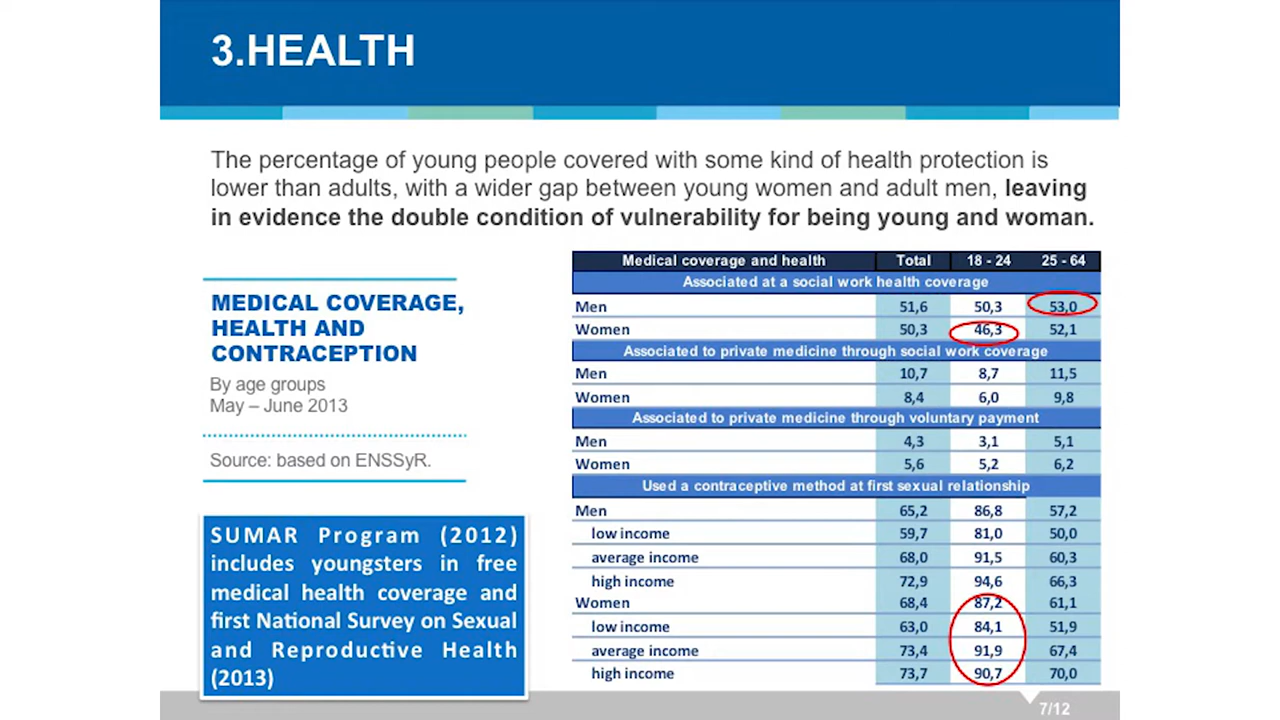 3.HEALTH
The percentage of young people covered with some kind of health protection is
lower than adults, with a wider gap between young women and adult men, leaving
in evidence the double condition of vulnerability for being young and woman.
MEDICAL COVERAGE,
HEALTH AND
CONTRACEPTION
By age groups
May – June 2013
Source: based on ENSSyR.
SUMAR Program (2012)
includes youngsters in free
medical health coverage and
first National Survey on Sexual
and Reproductive Health
(2013)
Medical coverage and health Total 18 - 24 25 - 64
Associated at a social work health coverage
Men 51,6 50,3 53,0
Women 50,3 46,3 52,1
Associated to private medicine through social work coverage
Men 10,7 8,7 11,5
Women 8,4 6,0 9,8
Associated to private medicine through voluntary payment
Men 4,3 3,1 5,1
Women 5,6 5,2 6,2
Used a contraceptive method at first sexual relationship
Men 65,2 86,8 57,2
low income 59,7 81,0 50,0
average income 68,0 91,5 60,3
high income 72,9 94,6 66,3
Women 68,4 87,2 61,1
low income 63,0 84,1 51,9
average income 73,4 91,9 67,4
high income 73,7 90,7 70,0
7/12